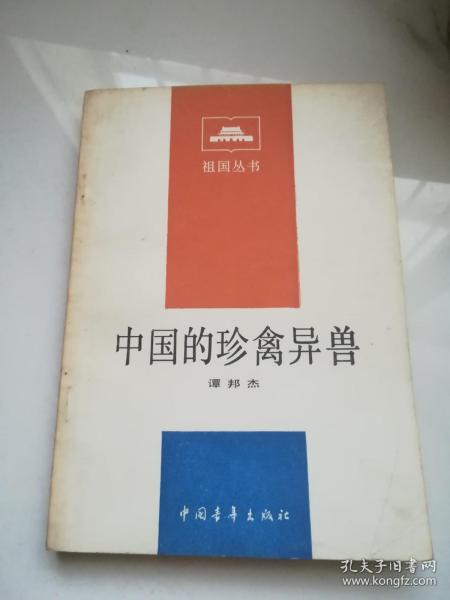 祖国丛书
中国的珍禽异兽
谭邦杰
中国青年出版社
孔夫子旧书网
www.kongfz.com